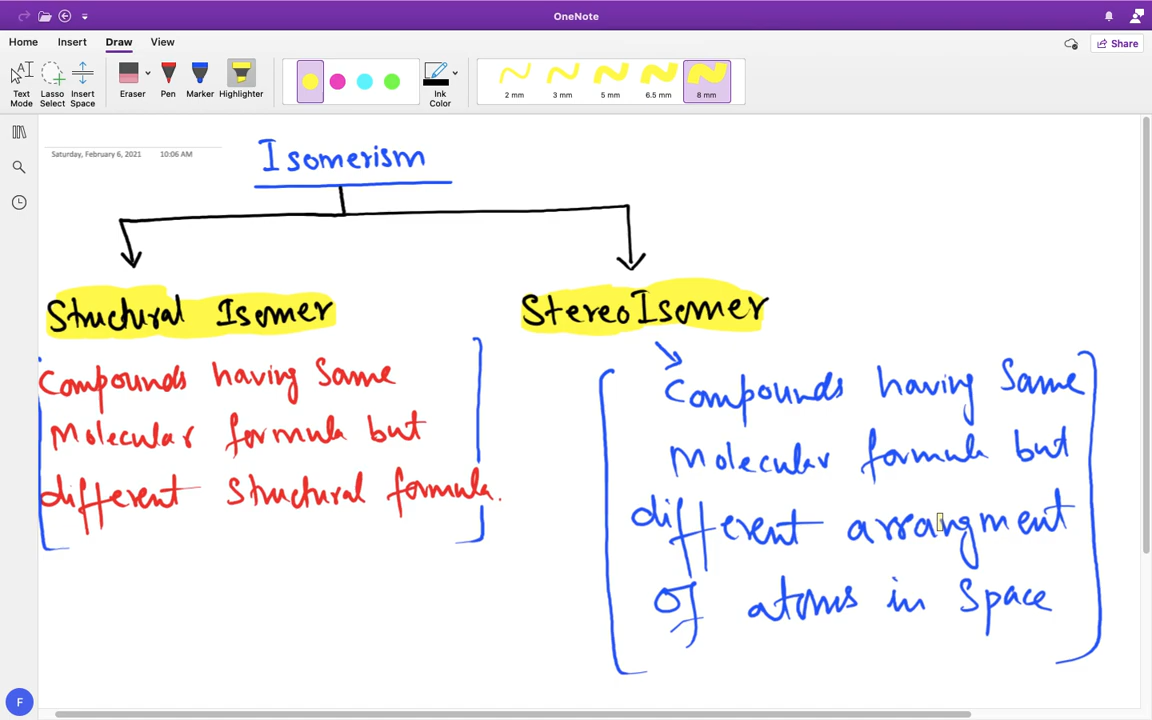 OneNote
Home Insert Draw View
Share
Text Mode
Lasso Select
Insert Space
Eraser
Pen
Marker
Highlighter
Ink Color
2 mm
3 mm
5 mm
6.5 mm
8 mm
Saturday, February 6, 2021 10:06 AM
Isomerism
Structural Isomer
StereoIsomer
Compounds having Same
Molecular formula but
different Structural formula.
Compounds having Same
Molecular formula but
different arrangment
of atoms in Space
F